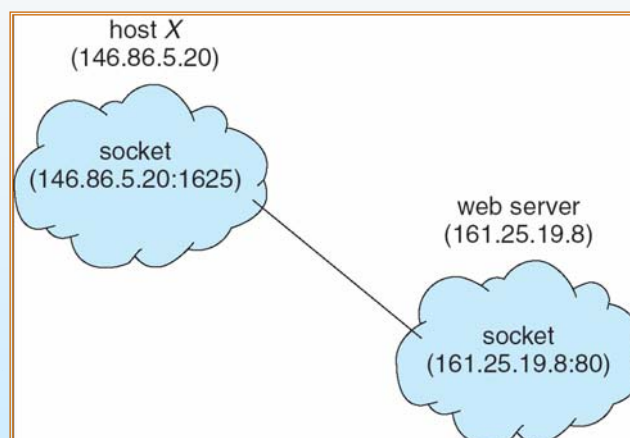 host X
(146.86.5.20)
socket
(146.86.5.20:1625)
web server
(161.25.19.8)
socket
(161.25.19.8:80)